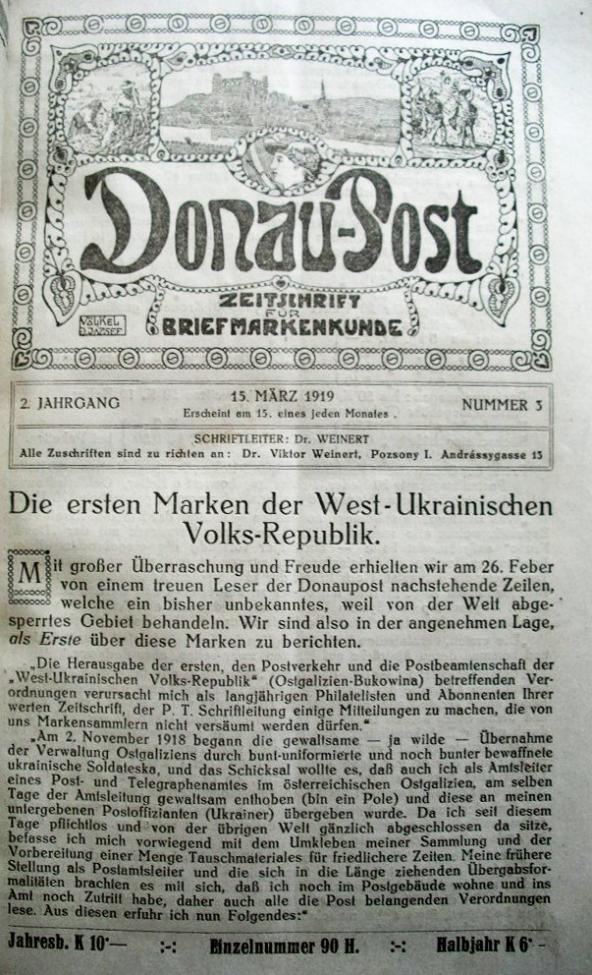 Donau-Post
ZEITSCHRIFT
FÜR
BRIEFMARKENKUNDE
VÖLKEL
D. JÓZSEF
2. JAHRGANG
15. MÄRZ 1919
Erscheint am 15. eines jeden Monates.
NUMMER 3
SCHRIFTLEITER: Dr. WEINERT
Alle Zuschriften sind zu richten an: Dr. Viktor Weinert, Pozsony I. Andrássygasse 13
Die ersten Marken der West-Ukrainischen
Volks-Republik.
Mit großer Überraschung und Freude erhielten wir am 26. Feber
von einem treuen Leser der Donaupost nachstehende Zeilen,
welche ein bisher unbekanntes, weil von der Welt abge-
sperrtes Gebiet behandeln. Wir sind also in der angenehmen Lage,
als Erste über diese Marken zu berichten.
„Die Herausgabe der ersten, den Postverkehr und die Postbeamtenschaft der
„West-Ukrainischen Volks-Republik“ (Ostgalizien-Bukowina) betreffenden Ver-
ordnungen verursacht mich als langjährigen Philatelisten und Abonnenten Ihrer
werten Zeitschrift, der P. T. Schriftleitung einige Mitteilungen zu machen, die von
uns Markensammlern nicht versäumt werden dürfen.“
„Am 2. November 1918 begann die gewaltsame — ja wilde — Übernahme
der Verwaltung Ostgaliziens durch bunt-uniformierte und noch bunter bewaffnete
ukrainische Soldateska, und das Schicksal wollte es, daß auch ich als Amtsleiter
eines Post- und Telegraphenamtes im österreichischen Ostgalizien, am selben
Tage der Amtsleitung gewaltsam enthoben (bin ein Pole) und diese an meinen
untergebenen Postoffizianten (Ukrainer) übergeben wurde. Da ich seit diesem
Tage pflichtlos und von der übrigen Welt gänzlich abgeschlossen da sitze,
befasse ich mich vorwiegend mit dem Umkleben meiner Sammlung und der
Vorbereitung einer Menge Tauschmateriales für friedlichere Zeiten. Meine frühere
Stellung als Postamtsleiter und die sich in die Länge ziehenden Übergabsfor-
malitäten brachten es mit sich, daß ich noch im Postgebäude wohne und ins
Amt noch Zutritt habe, daher auch alle die Post belangenden Verordnungen
lese. Aus diesen erfuhr ich nun Folgendes:“
Jahresb. K 10·— :-: Einzelnummer 90 H. :-: Halbjahr K 6·-